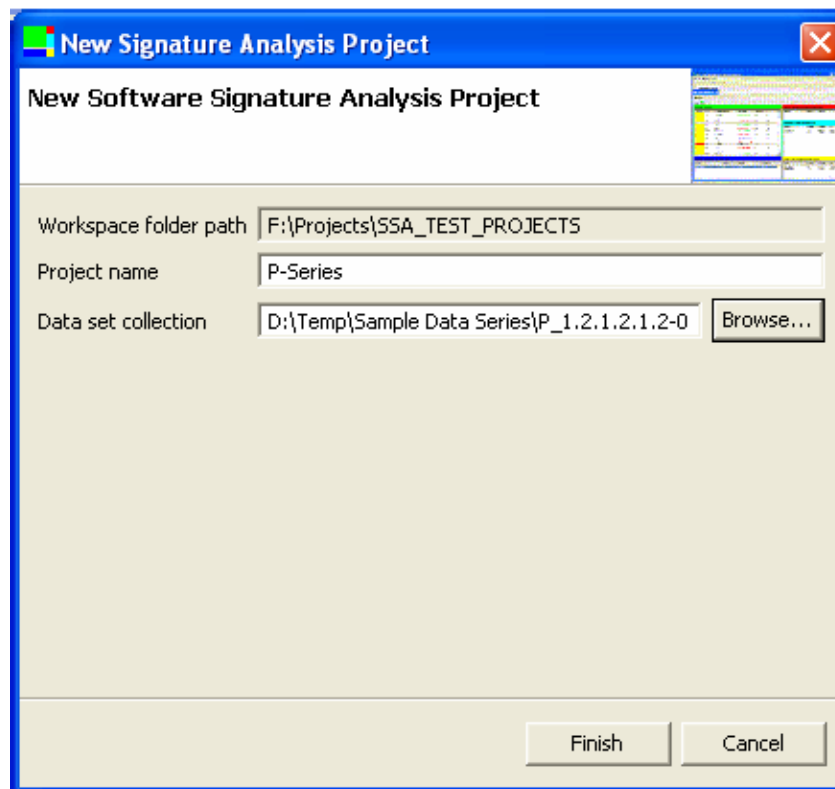 New Signature Analysis Project
New Software Signature Analysis Project
Workspace folder path F:\Projects\SSA_TEST_PROJECTS
Project name P-Series
Data set collection D:\Temp\Sample Data Series\P_1.2.1.2.1.2-0 Browse...
Finish Cancel